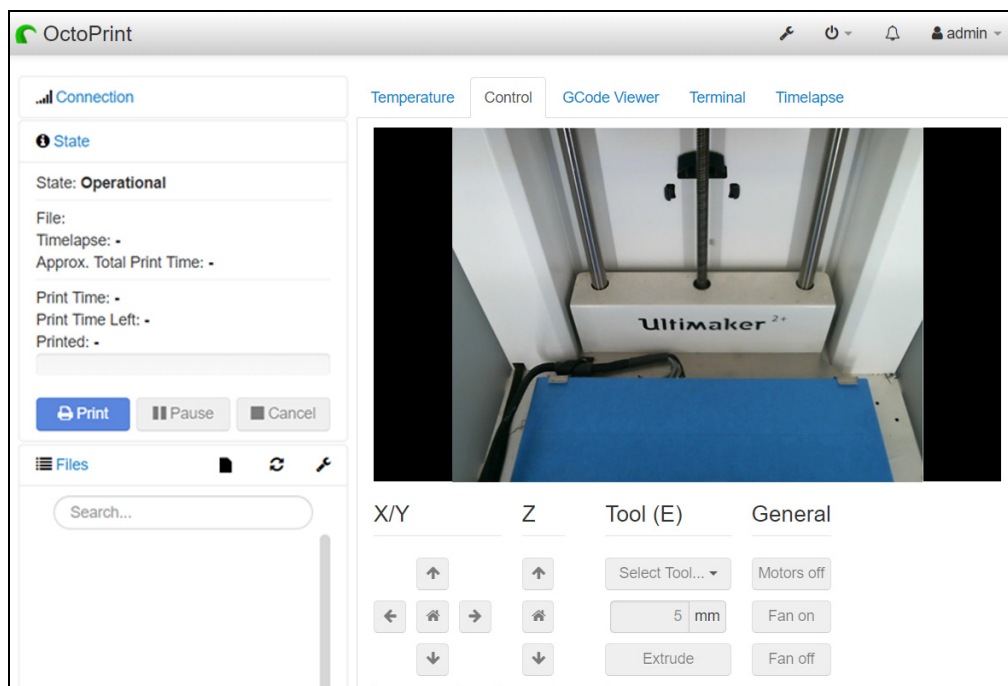 OctoPrint
admin
Connection
State
State: Operational
File:
Timelapse: -
Approx. Total Print Time: -
Print Time: -
Print Time Left: -
Printed: -
Print
Pause
Cancel
Files
Search...
Temperature
Control
GCode Viewer
Terminal
Timelapse
Ultimaker 2+
X/Y
Z
Tool (E)
General
Select Tool...
Motors off
5 mm
Fan on
Extrude
Fan off